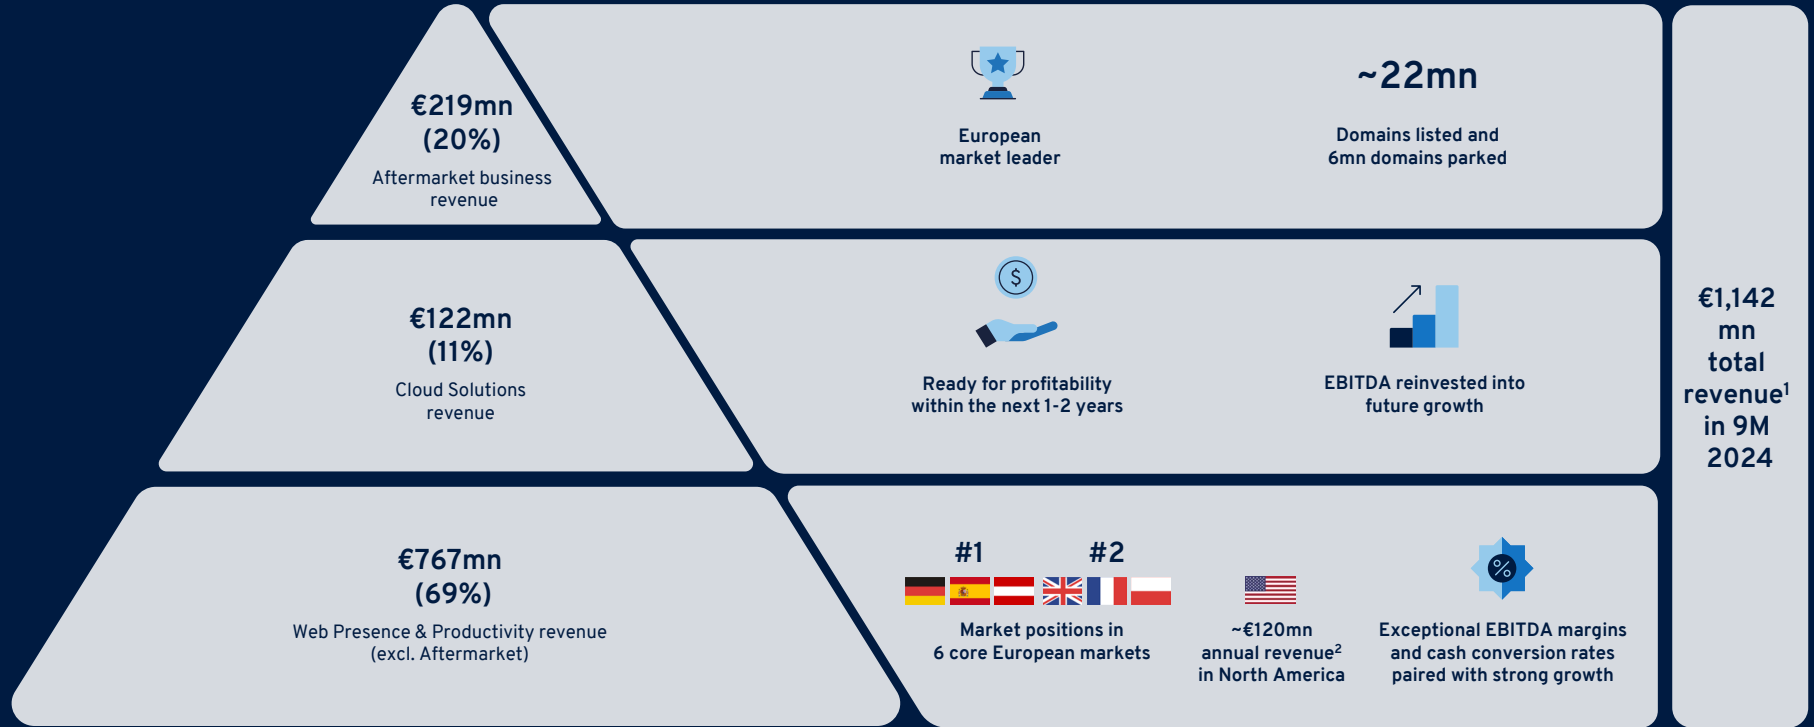 €219mn
(20%)
Aftermarket business
revenue
European
market leader
~22mn
Domains listed and
6mn domains parked
€122mn
(11%)
Cloud Solutions
revenue
$
Ready for profitability
within the next 1-2 years
EBITDA reinvested into
future growth
€767mn
(69%)
Web Presence & Productivity revenue
(excl. Aftermarket)
#1
#2
Market positions in
6 core European markets
~€120mn
annual revenue²
in North America
%
Exceptional EBITDA margins
and cash conversion rates
paired with strong growth
€1,142
mn
total
revenue¹
in 9M
2024